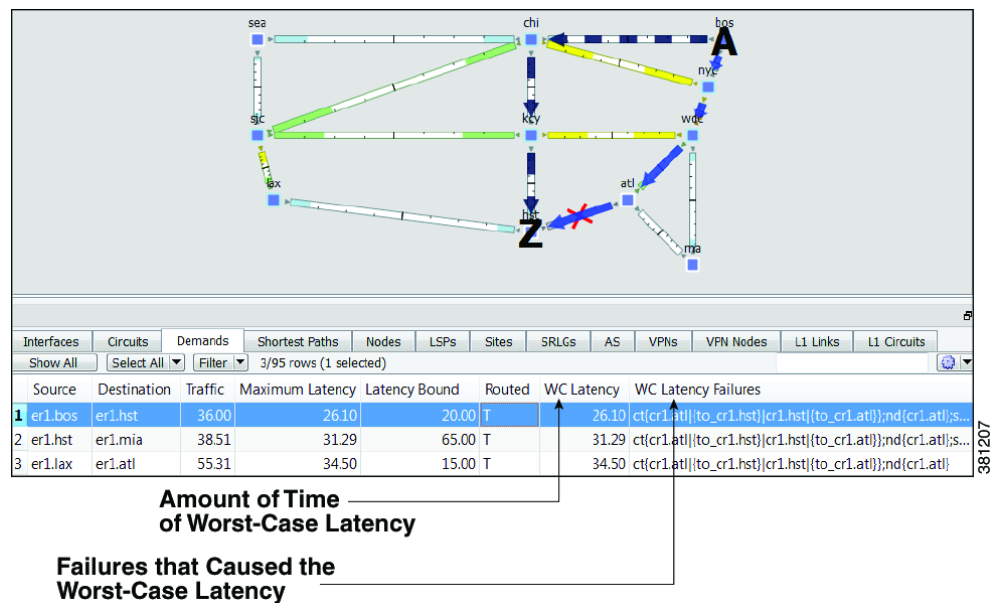 sea
chi
bos
A
nyc
sjc
kcy
wdc
lax
atl
hst
Z
mia
Interfaces Circuits Demands Shortest Paths Nodes LSPs Sites SRLGs AS VPNs VPN Nodes L1 Links L1 Circuits
Show All Select All Filter 3/95 rows (1 selected)
Source Destination Traffic Maximum Latency Latency Bound Routed WC Latency WC Latency Failures
1 er1.bos er1.hst 36.00 26.10 20.00 T 26.10 ct{cr1.atl|{to_cr1.hst}|cr1.hst|{to_cr1.atl}};nd{cr1.atl};s...
2 er1.hst er1.mia 38.51 31.29 65.00 T 31.29 ct{cr1.atl|{to_cr1.hst}|cr1.hst|{to_cr1.atl}};nd{cr1.atl};s...
3 er1.lax er1.atl 55.31 34.50 15.00 T 34.50 ct{cr1.atl|{to_cr1.hst}|cr1.hst|{to_cr1.atl}};nd{cr1.atl}
381207
Amount of Time
of Worst-Case Latency
Failures that Caused the
Worst-Case Latency